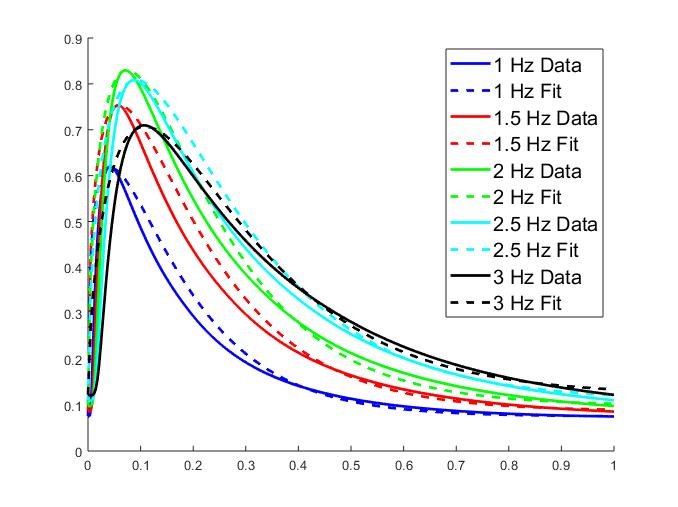 0.9
0.8
0.7
0.6
0.5
0.4
0.3
0.2
0.1
0
0 0.1 0.2 0.3 0.4 0.5 0.6 0.7 0.8 0.9 1
1 Hz Data
1 Hz Fit
1.5 Hz Data
1.5 Hz Fit
2 Hz Data
2 Hz Fit
2.5 Hz Data
2.5 Hz Fit
3 Hz Data
3 Hz Fit